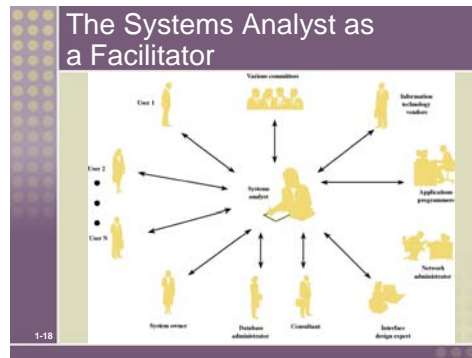 The Systems Analyst as
a Facilitator
Various committees
User 1
Information
technology
vendors
User 2
Systems
analyst
Applications
programmers
User N
Network
administrator
System owner
Database
administrator
Consultant
Interface
design expert
1-18